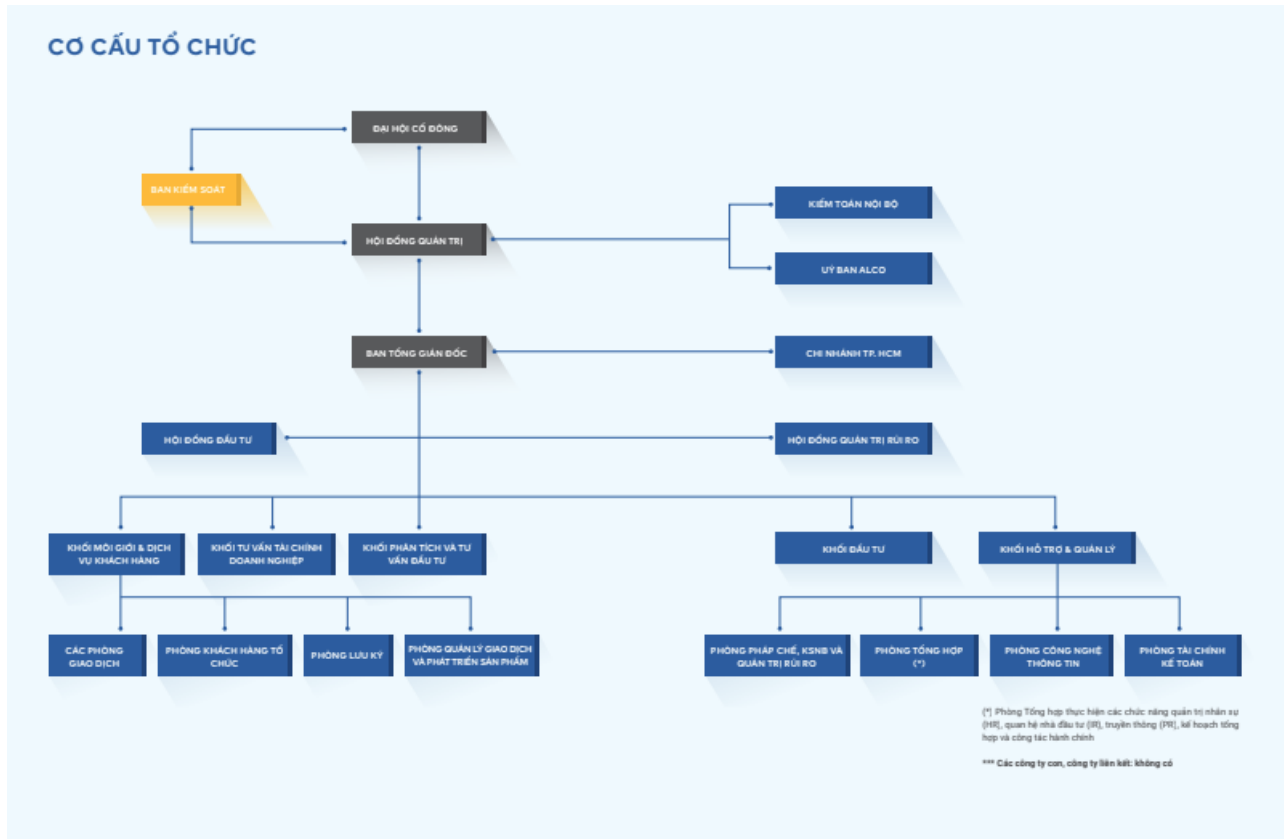 CƠ CẤU TỔ CHỨC
ĐẠI HỘI CỔ ĐÔNG
BAN KIỂM SOÁT
KIỂM TOÁN NỘI BỘ
HỘI ĐỒNG QUẢN TRỊ
UỶ BAN ALCO
BAN TỔNG GIÁN ĐỐC
CHI NHÁNH TP. HCM
HỘI ĐỒNG ĐẦU TƯ
HỘI ĐỒNG QUẢN TRỊ RỦI RO
KHỐI MÔI GIỚI & DỊCH
VỤ KHÁCH HÀNG
KHỐI TƯ VẤN TÀI CHÍNH
DOANH NGHIỆP
KHỐI PHÂN TÍCH VÀ TƯ
VẤN ĐẦU TƯ
KHỐI ĐẦU TƯ
KHỐI HỖ TRỢ & QUẢN LÝ
CÁC PHÒNG
GIAO DỊCH
PHÒNG KHÁCH HÀNG TỔ
CHỨC
PHÒNG LƯU KÝ
PHÒNG QUẢN LÝ GIAO DỊCH
VÀ PHÁT TRIỂN SẢN PHẨM
PHÒNG PHÁP CHẾ, KSNB VÀ
QUẢN TRỊ RỦI RO
PHÒNG TỔNG HỢP
(*)
PHÒNG CÔNG NGHỆ
THÔNG TIN
PHÒNG TÀI CHÍNH
KẾ TOÁN
(*) Phòng Tổng hợp thực hiện các chức năng quản trị nhân sự
(HR), quan hệ nhà đầu tư (IR), truyền thông (PR), kế hoạch tổng
hợp và công tác hành chính
*** Các công ty con, công ty liên kết: không có